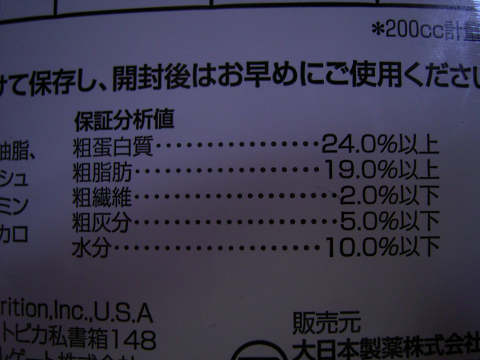 *200cc計量
けて保存し、開封後はお早めにご使用くださ
保証分析値
粗蛋白質 24.0%以上
粗脂肪 19.0%以上
粗繊維 2.0%以下
粗灰分 5.0%以下
水分 10.0%以下
油脂、
シュ
ミン
カロ
rition,Inc.,U.S.A
トピカ私書箱148
販売元
大日本製薬株式会社